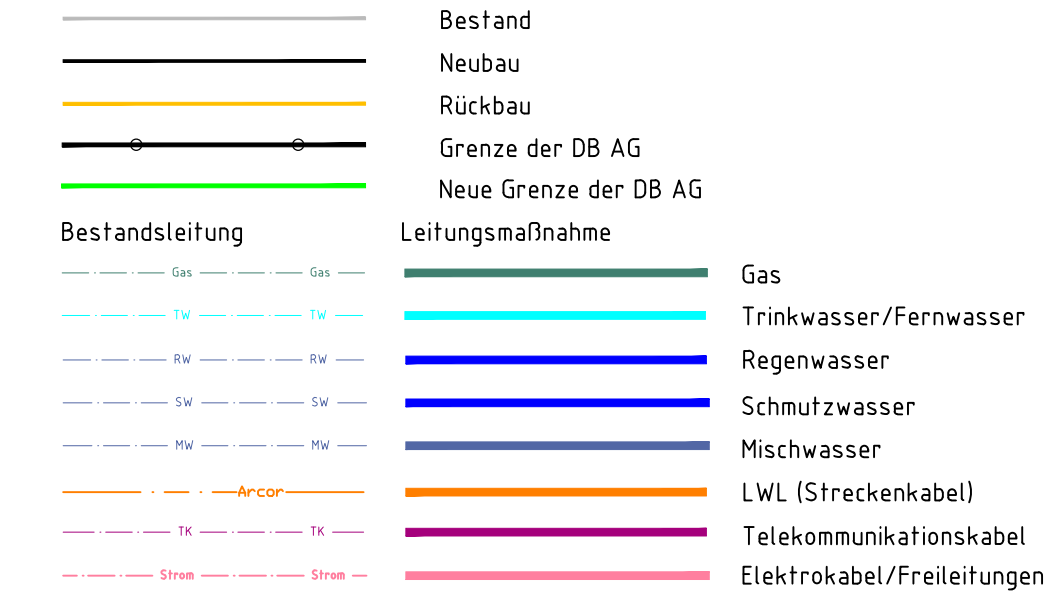 Bestand
Neubau
Rückbau
Grenze der DB AG
Neue Grenze der DB AG
Bestandsleitung Leitungsmaßnahme
Gas Gas Gas
TW TW Trinkwasser/Fernwasser
RW RW Regenwasser
SW SW Schmutzwasser
MW MW Mischwasser
Arcor LWL (Streckenkabel)
TK TK Telekommunikationskabel
Strom Strom Elektrokabel/Freileitungen